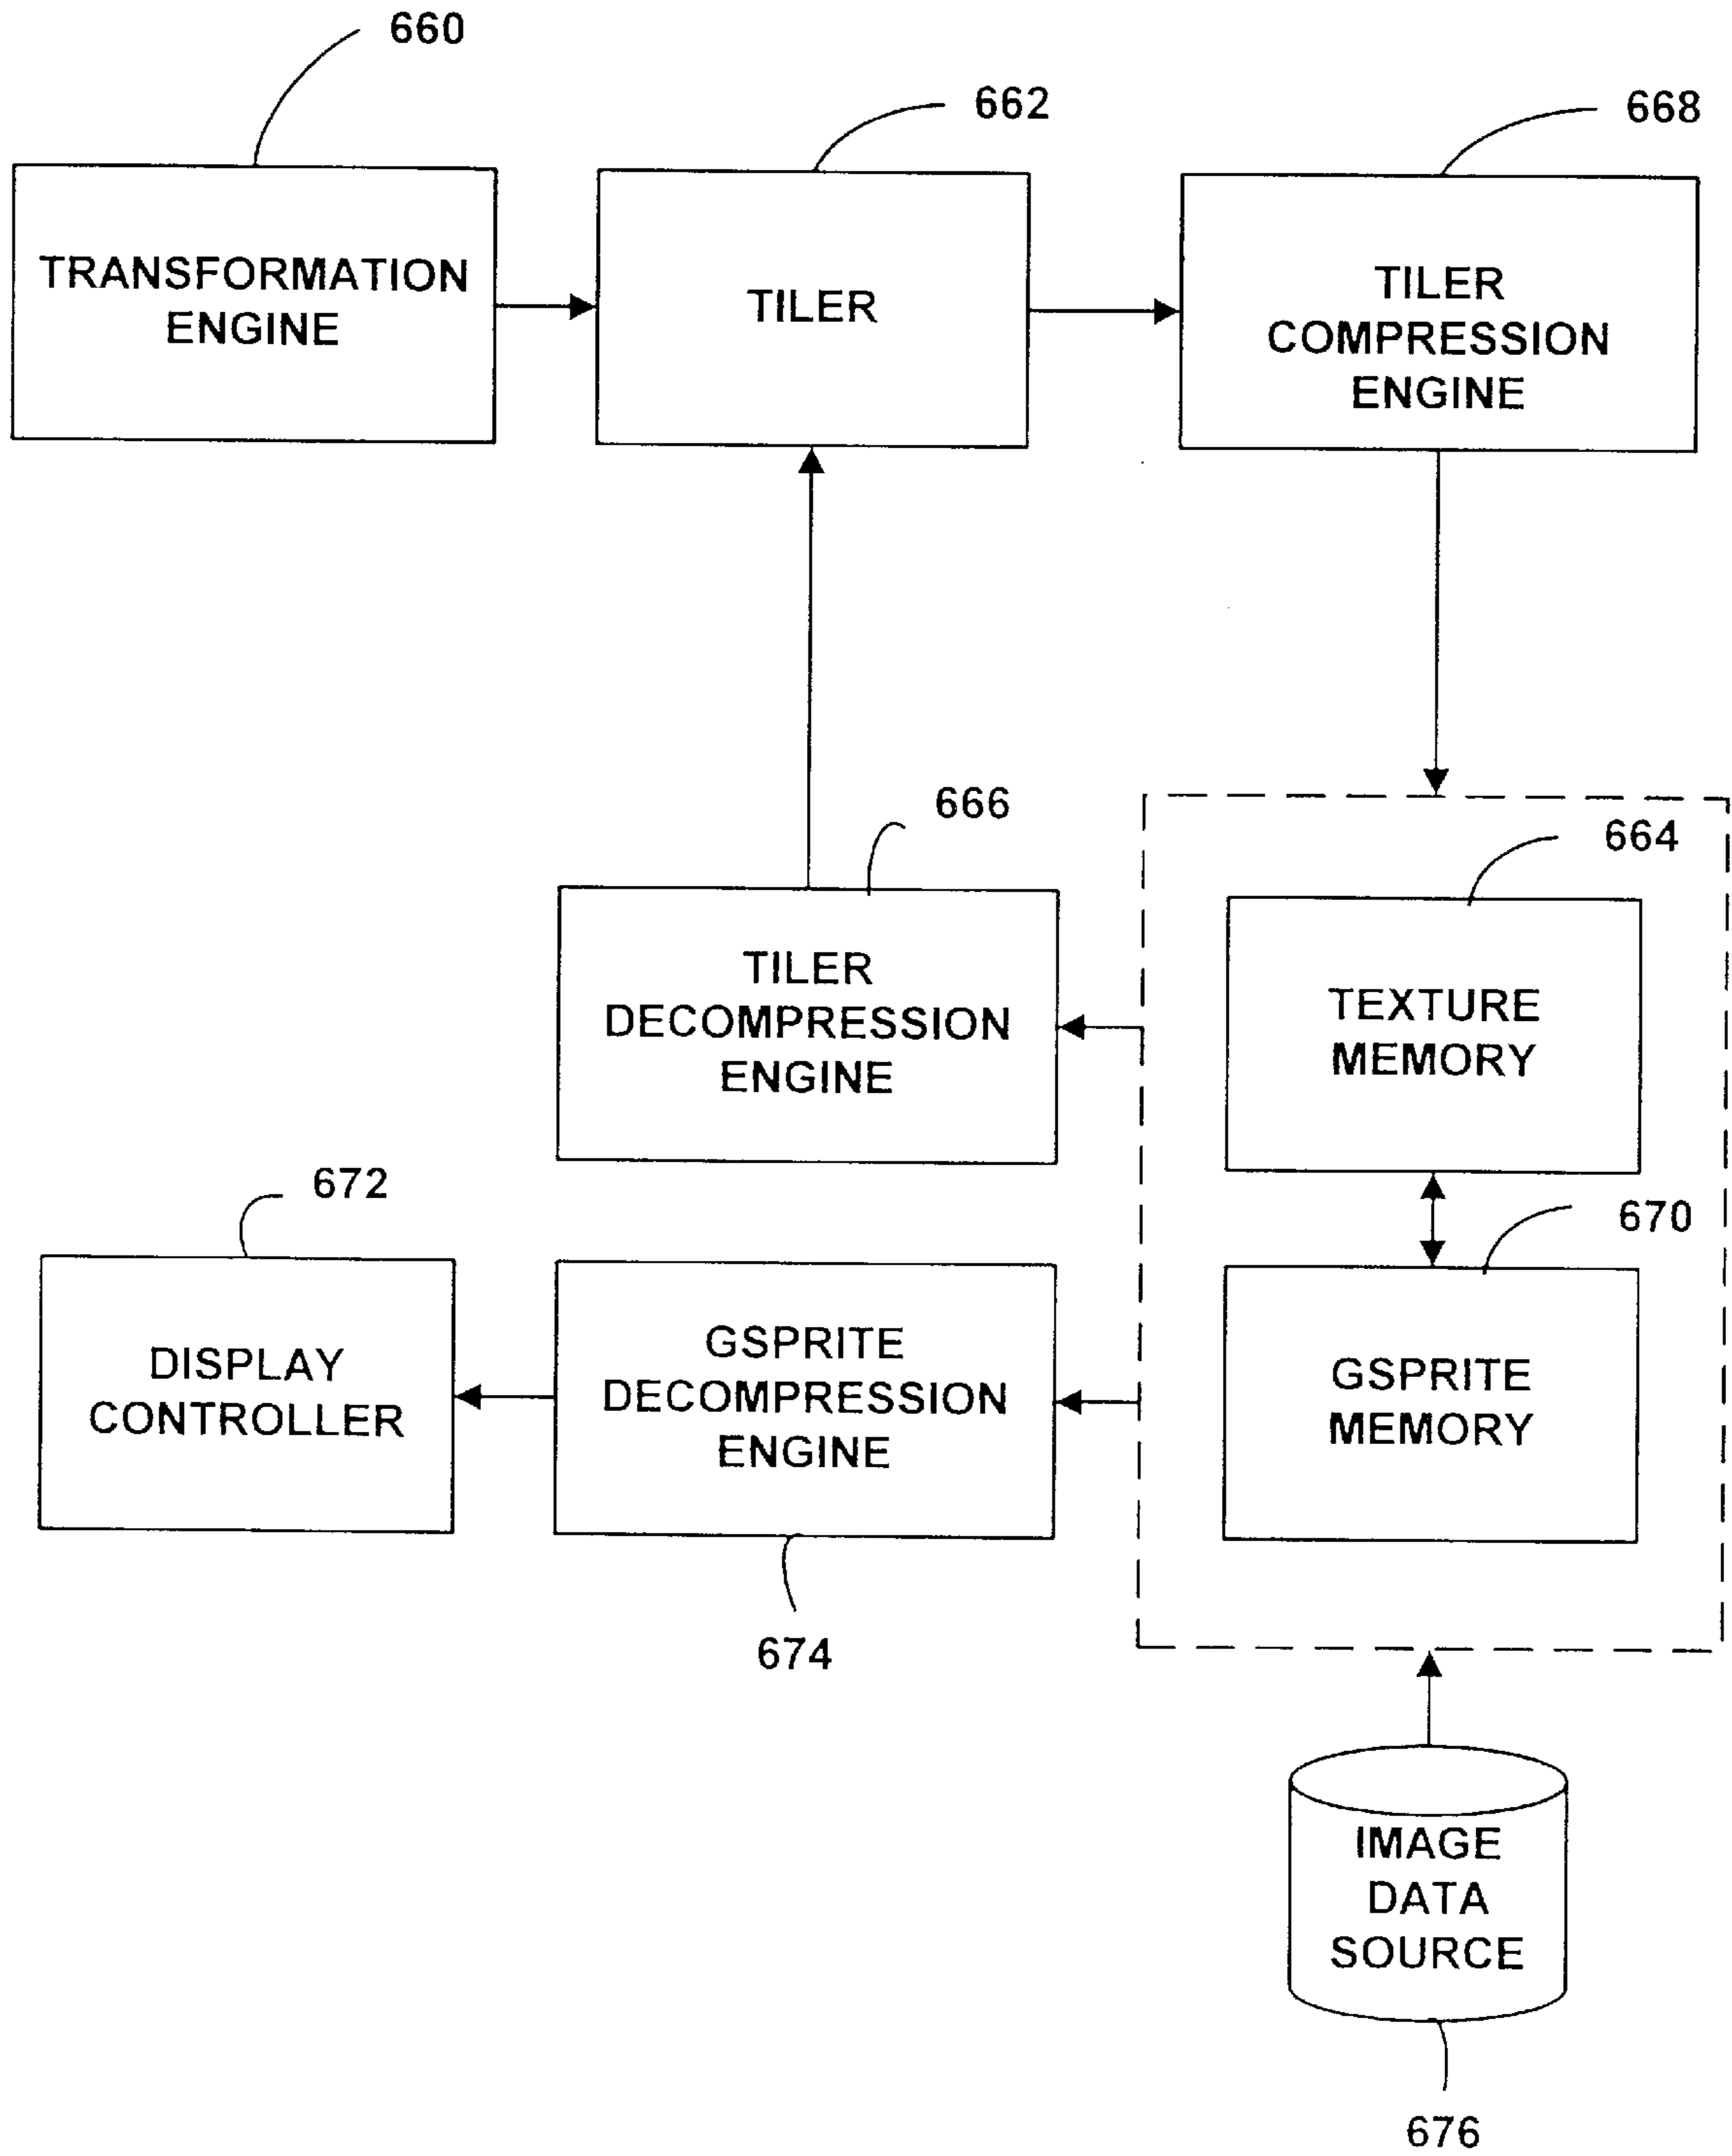 660
662
668
TRANSFORMATION
ENGINE
TILER
TILER
COMPRESSION
ENGINE
666
664
TILER
DECOMPRESSION
ENGINE
TEXTURE
MEMORY
672
670
DISPLAY
CONTROLLER
GSPRITE
DECOMPRESSION
ENGINE
GSPRITE
MEMORY
674
IMAGE
DATA
SOURCE
676